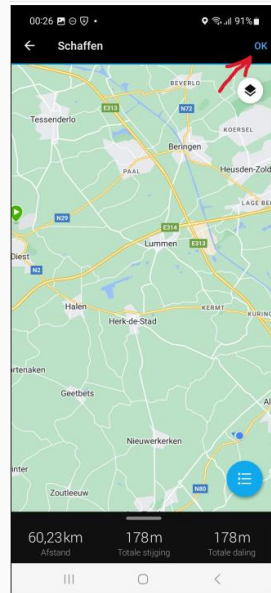 00:26 91%
Schaffen OK
BEVERLO
E313 N72
Tessenderlo
KOERSEL
Beringen
PAAL Heusden-Zold
LAGE BE
N29
E314
Lummen E313
Diest
N2
Halen
KERMT KURING
Herk-de-Stad
rtenaken
Geetbets
Al
Nieuwerkerken
inter
N80
Zoutleeuw
60,23km 178m 178m
Afstand Totale stijging Totale daling